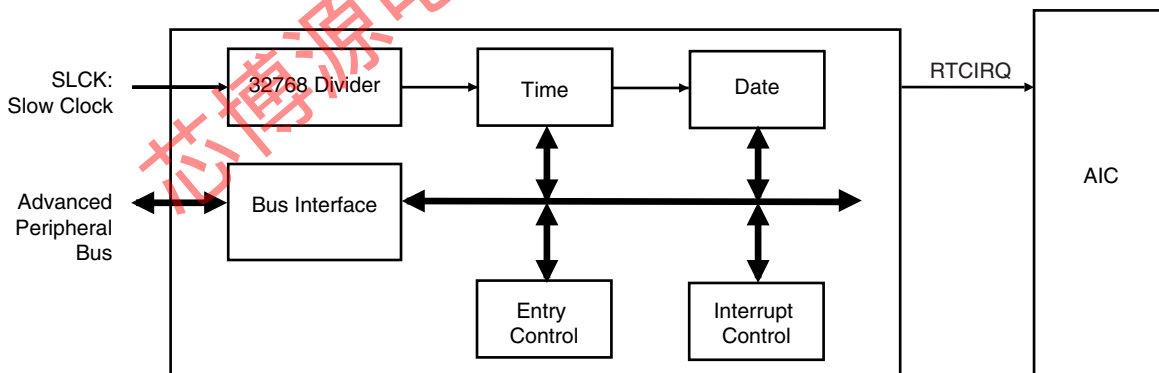 SLCK:
Slow Clock
32768 Divider
Time
Date
RTCIRQ
AIC
Advanced
Peripheral
Bus
Bus Interface
Entry
Control
Interrupt
Control
芯博源电